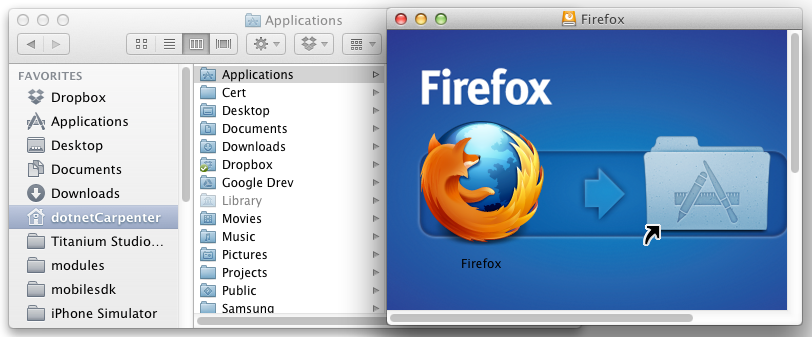 Applications
FAVORITES
Dropbox
Applications
Desktop
Documents
Downloads
dotnetCarpenter
Titanium Studio...
modules
mobilesdk
iPhone Simulator
Applications
Cert
Desktop
Documents
Downloads
Dropbox
Google Drev
Library
Movies
Music
Pictures
Projects
Public
Samsung
Firefox
Firefox
Firefox